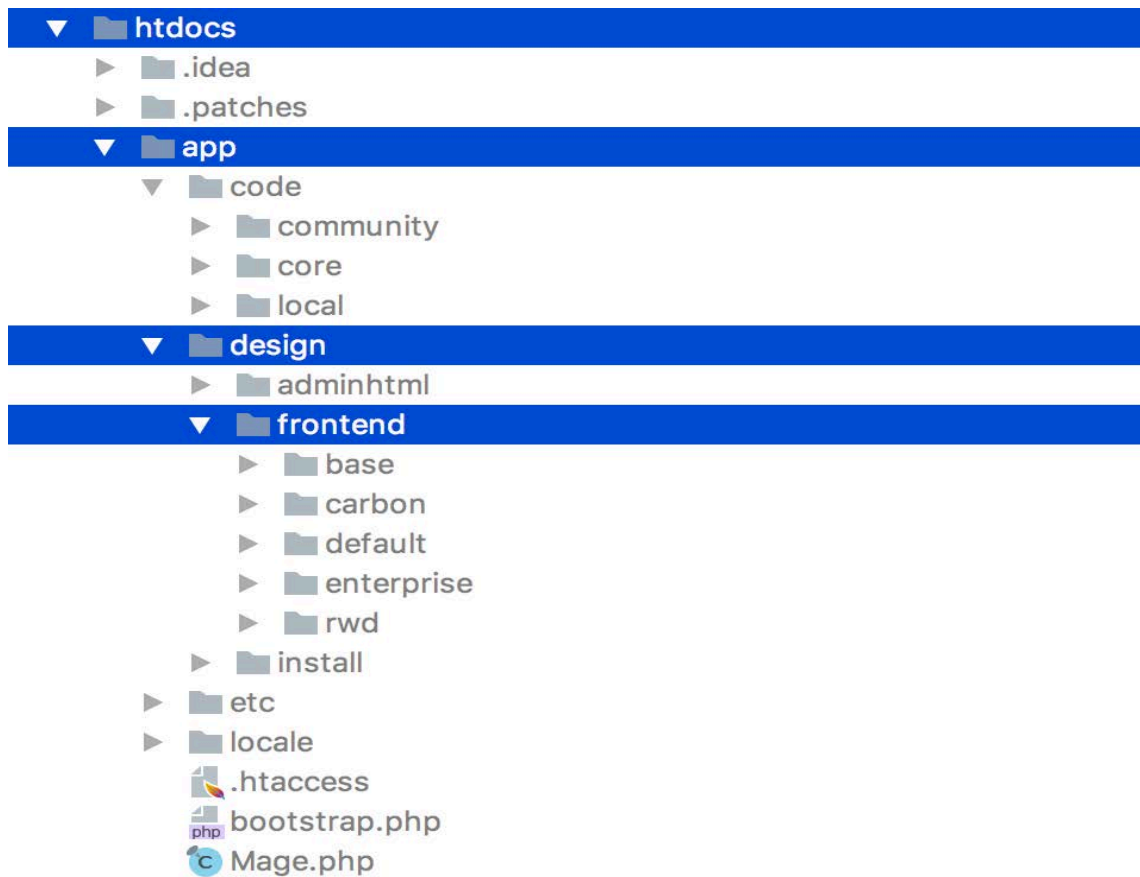 htdocs
.idea
.patches
app
code
community
core
local
design
adminhtml
frontend
base
carbon
default
enterprise
rwd
install
etc
locale
.htaccess
php bootstrap.php
C Mage.php